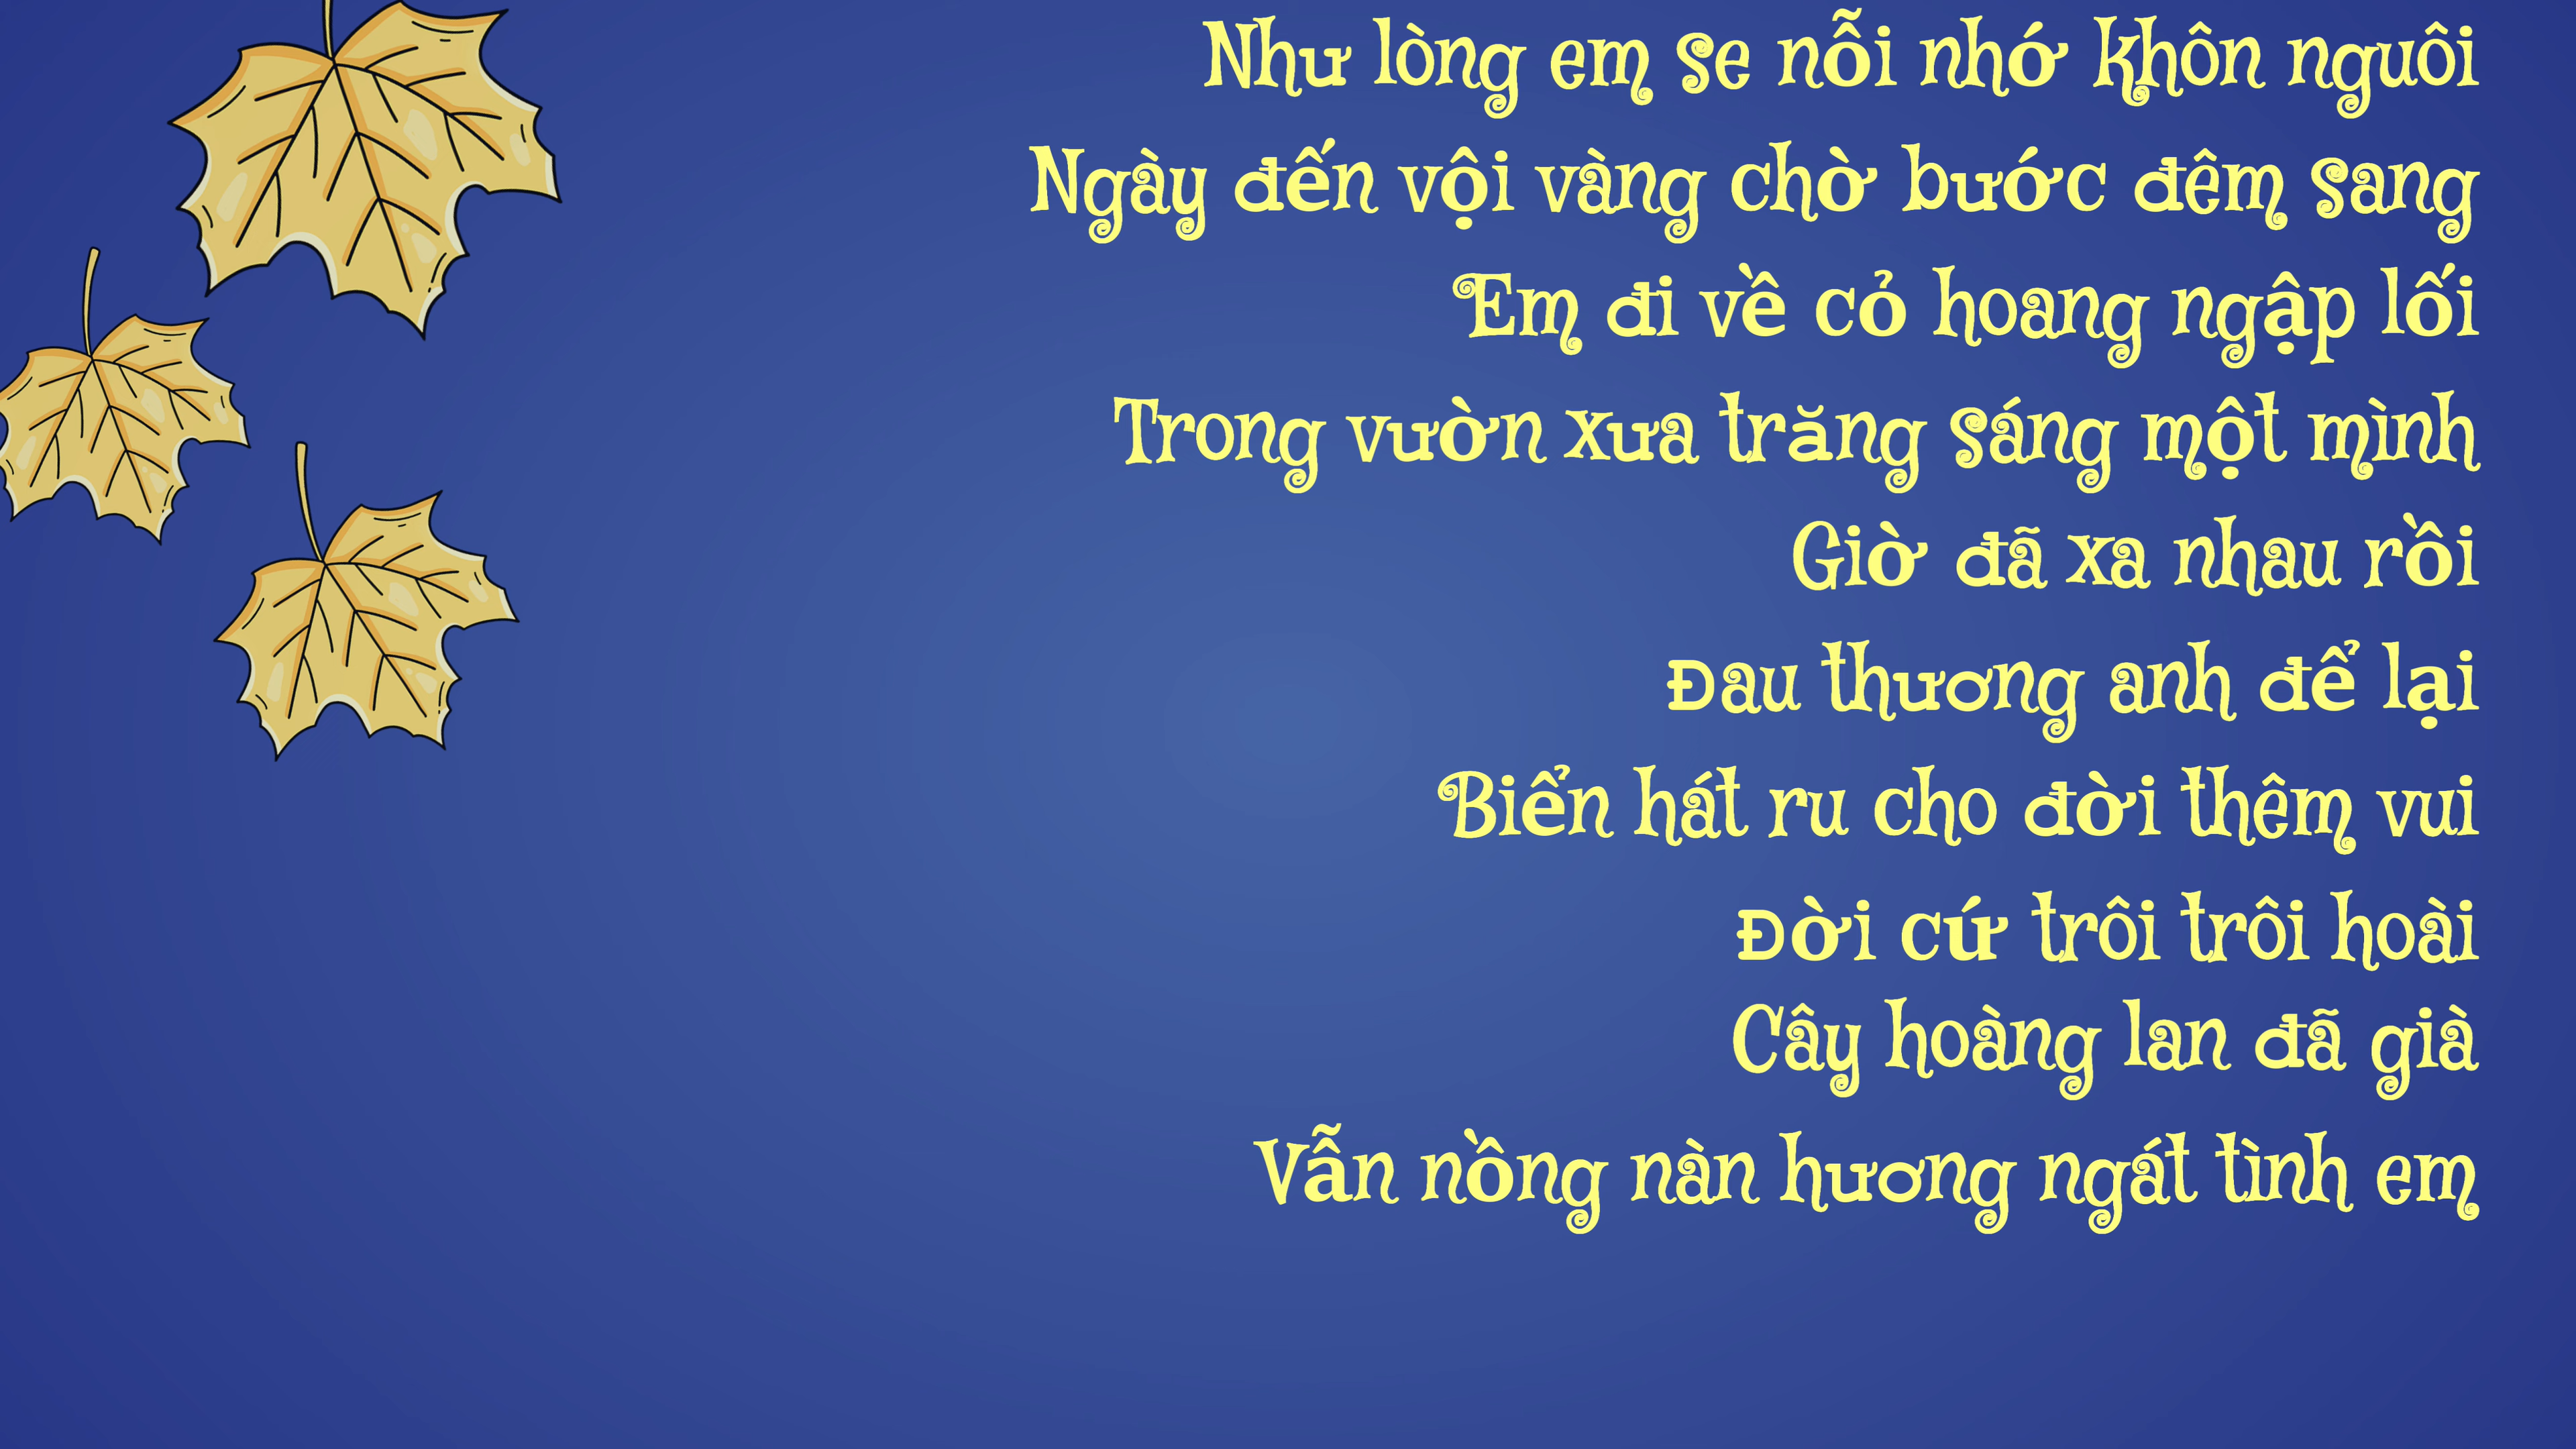 Như lòng em se nỗi nhớ khôn nguôi
Ngày đến vội vàng chờ bước đêm sang
Em đi về cỏ hoang ngập lối
Trong vườn xưa trăng sáng một mình
Giờ đã xa nhau rồi
Đau thương anh để lại
Biển hát ru cho đời thêm vui
Đời cứ trôi trôi hoài
Cây hoàng lan đã già
Vẫn nồng nàn hương ngát tình em